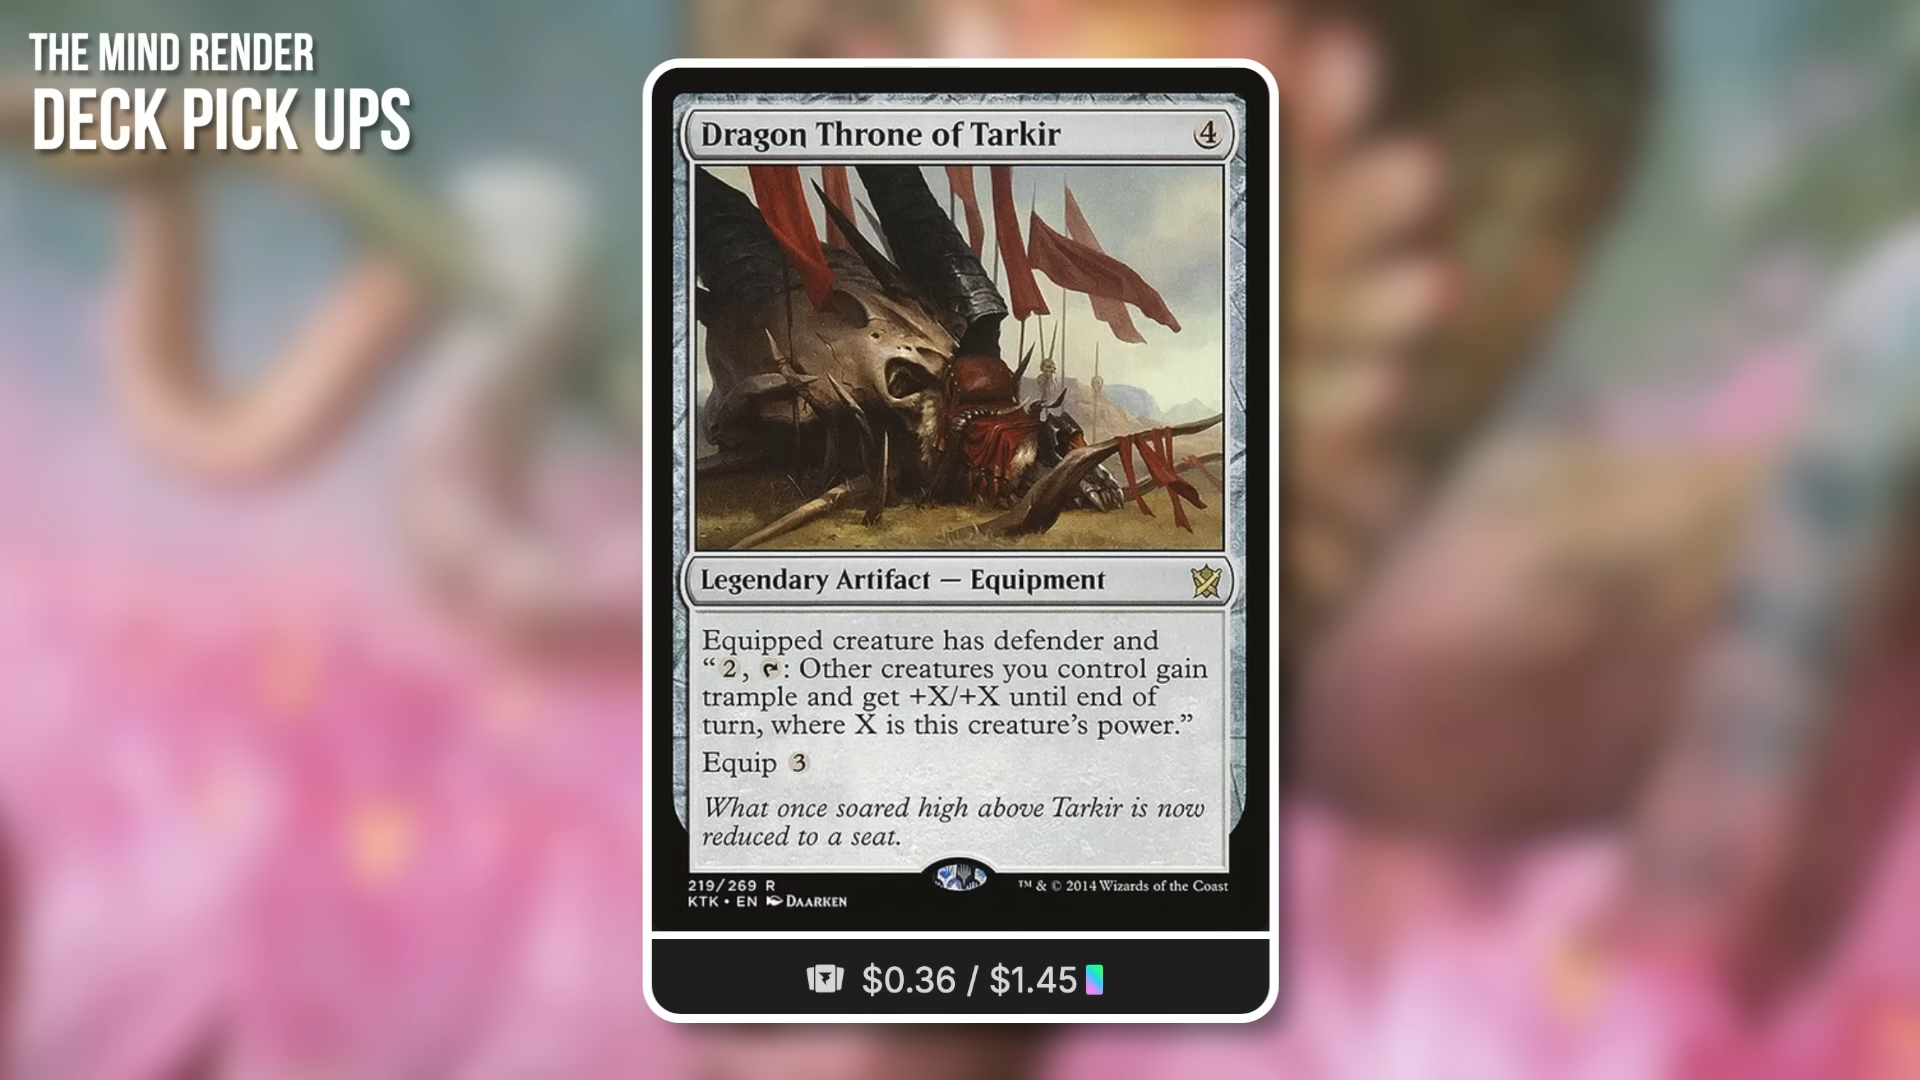 THE MIND RENDER
DECK PICK UPS
Dragon Throne of Tarkir 4
Legendary Artifact — Equipment
Equipped creature has defender and
“2, : Other creatures you control gain
trample and get +X/+X until end of
turn, where X is this creature’s power.”
Equip 3
What once soared high above Tarkir is now
reduced to a seat.
219/269 R
KTK • EN DAARKEN
™ & © 2014 Wizards of the Coast
$0.36 / $1.45